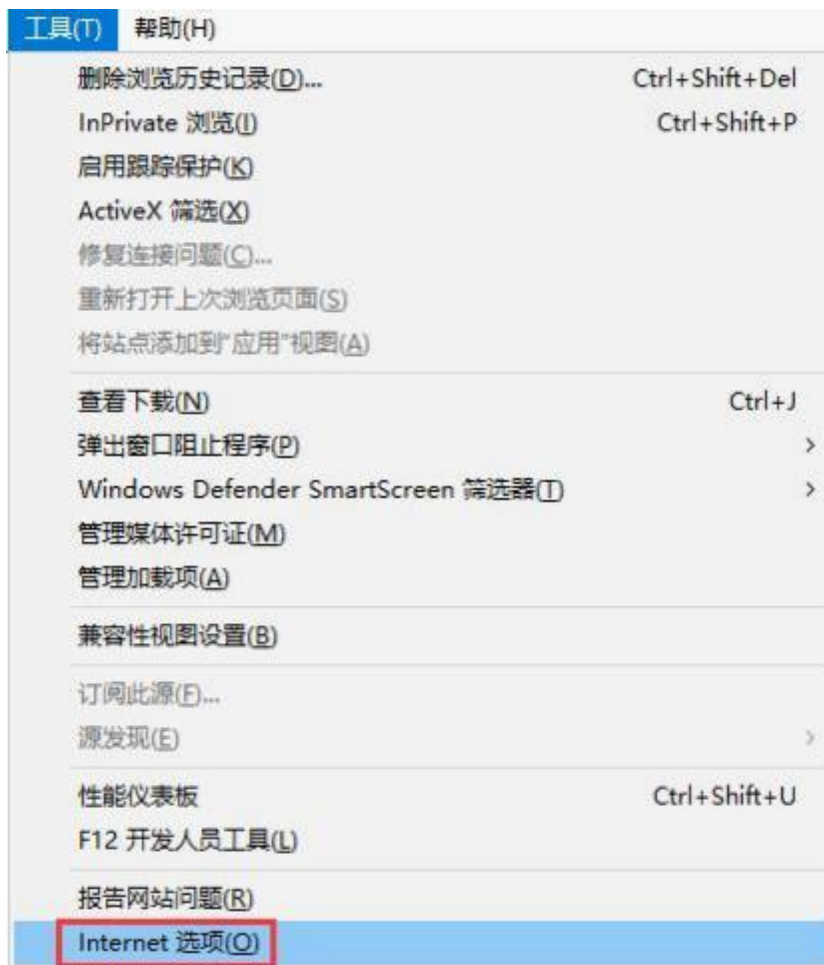 工具(T) 帮助(H)
删除浏览历史记录(D)... Ctrl+Shift+Del
InPrivate 浏览(I) Ctrl+Shift+P
启用跟踪保护(K)
ActiveX 筛选(X)
修复连接问题(C)...
重新打开上次浏览页面(S)
将站点添加到"应用"视图(A)
查看下载(N) Ctrl+J
弹出窗口阻止程序(P)
Windows Defender SmartScreen 筛选器(T)
管理媒体许可证(M)
管理加载项(A)
兼容性视图设置(B)
订阅此源(F)...
源发现(E)
性能仪表板 Ctrl+Shift+U
F12 开发人员工具(L)
报告网站问题(R)
Internet 选项(O)